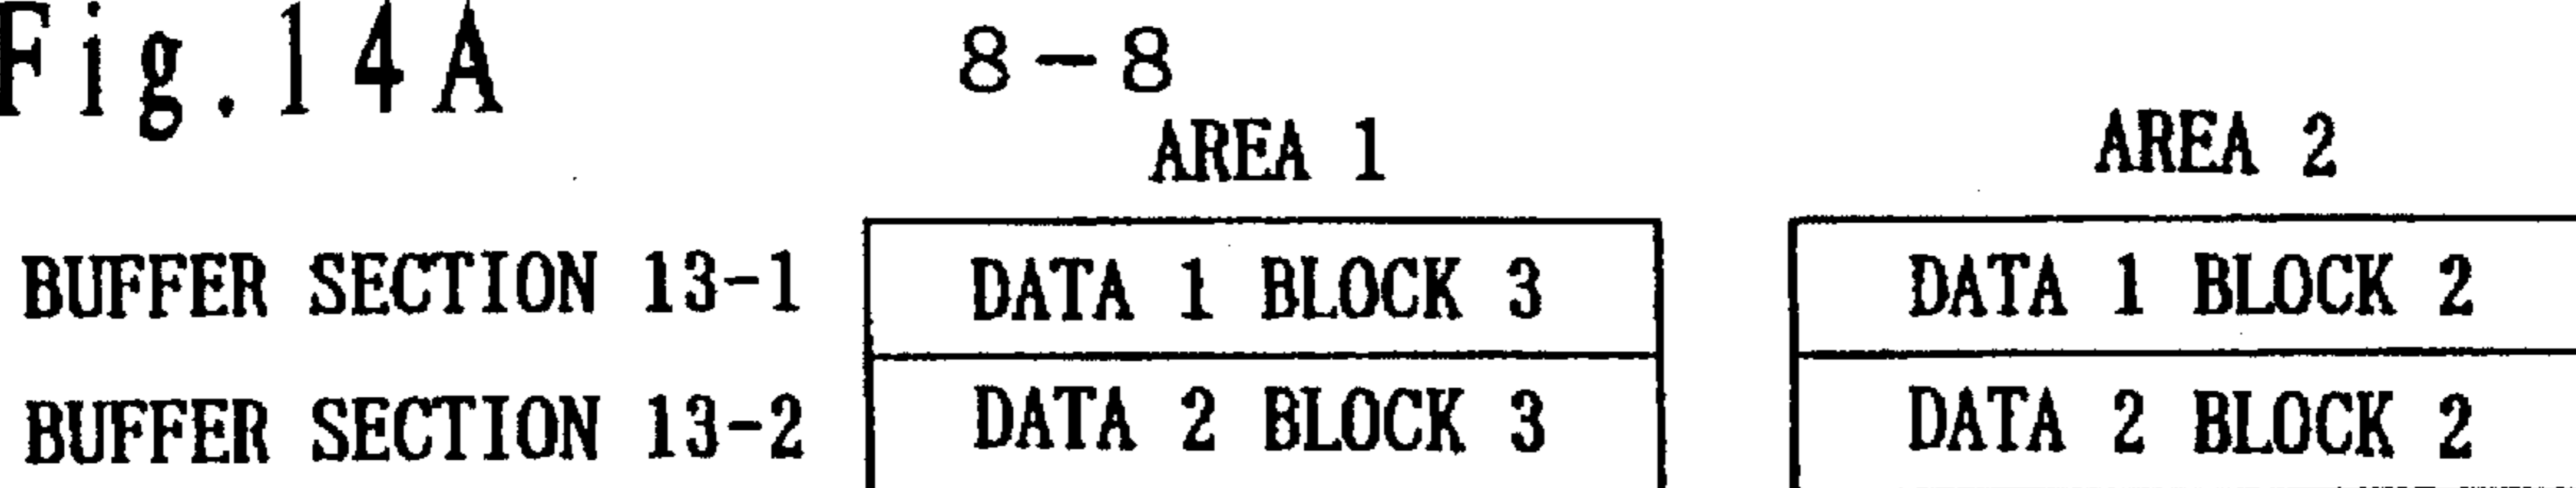 Fig.14A
8-8
AREA 1 AREA 2
BUFFER SECTION 13-1 DATA 1 BLOCK 3 DATA 1 BLOCK 2
BUFFER SECTION 13-2 DATA 2 BLOCK 3 DATA 2 BLOCK 2